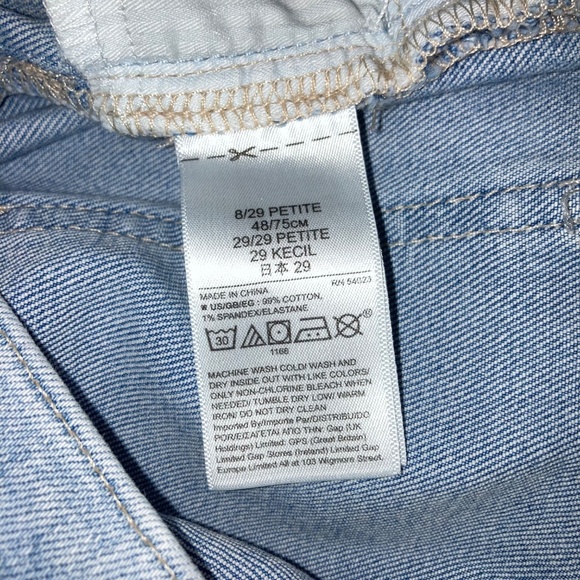 8/29 PETITE
48/75CM
29/29 PETITE
29 KECIL
日本 29
RN 54023
MADE IN CHINA
★ US/GB/EG : 99% COTTON,
1% SPANDEX/ELASTANE
30
®
1166
MACHINE WASH COLD/ WASH AND
DRY INSIDE OUT WITH LIKE COLORS/
ONLY NON-CHLORINE BLEACH WHEN
NEEDED/ TUMBLE DRY LOW/ WARM
IRON/ DO NOT DRY CLEAN
Imported By/Importe Par/DISTRIBUIDO
POR/ΕΙΣΑΓΕΤΑΙ ΑΠΟ ΤΗΝ: Gap (UK
Holdings) Limited: GPS (Great Britain)
Limited Gap Stores (Ireland) Limited Gap
Europe Limited All at 103 Wigmore Street,